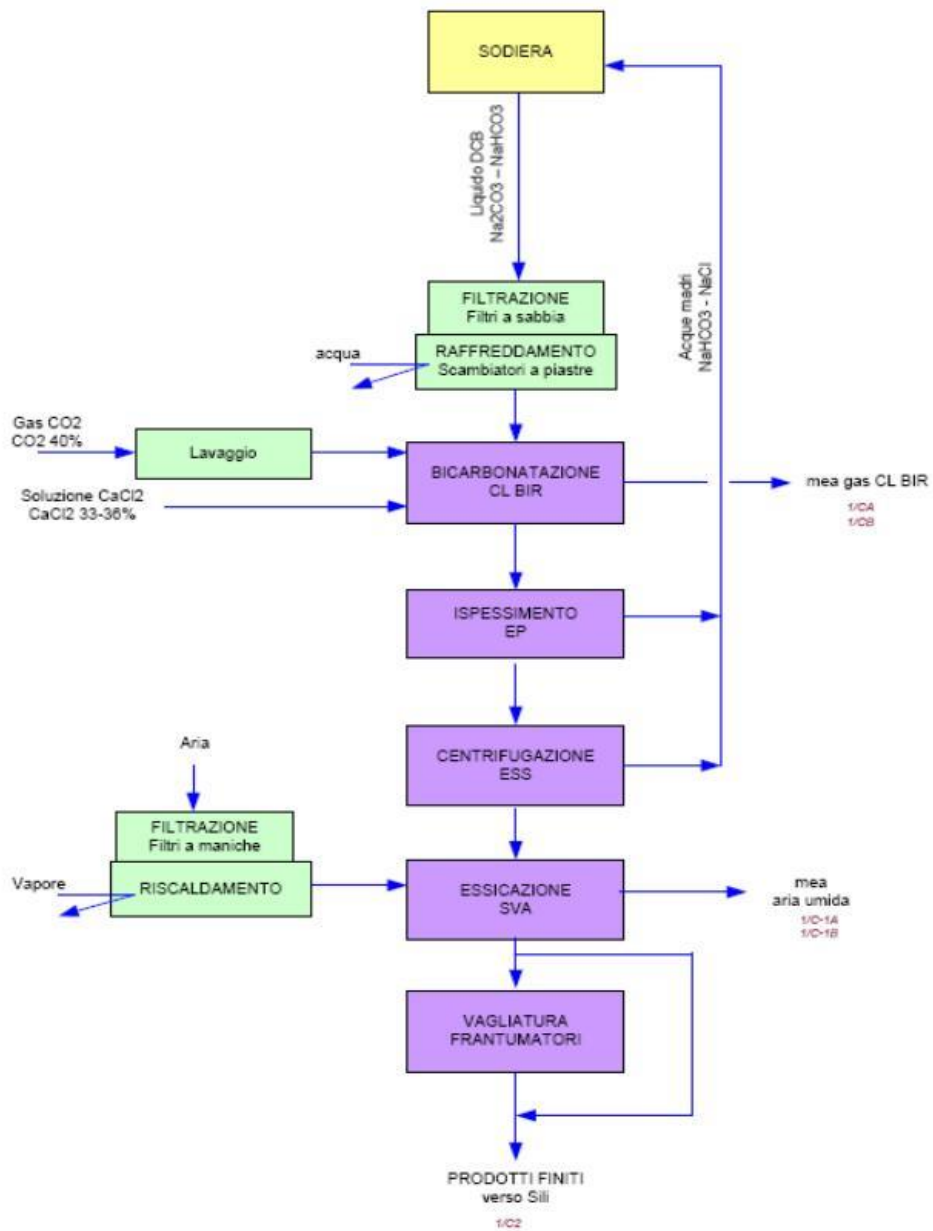 SODIERA
Liquido DCB
Na2CO3 – NaHCO3
Acque madri
NaHCO3 - NaCl
FILTRAZIONE
Filtri a sabbia
acqua
RAFFREDDAMENTO
Scambiatori a piastre
Gas CO2
CO2 40%
Lavaggio
BICARBONATAZIONE
CL BIR
mea gas CL BIR
1/CA
1/CB
Soluzione CaCl2
CaCl2 33-36%
ISPESSIMENTO
EP
CENTRIFUGAZIONE
ESS
Aria
FILTRAZIONE
Filtri a maniche
Vapore
RISCALDAMENTO
ESSICAZIONE
SVA
mea
aria umida
1/C-1A
1/C-1B
VAGLIATURA
FRANTUMATORI
PRODOTTI FINITI
verso Sili
1/C2